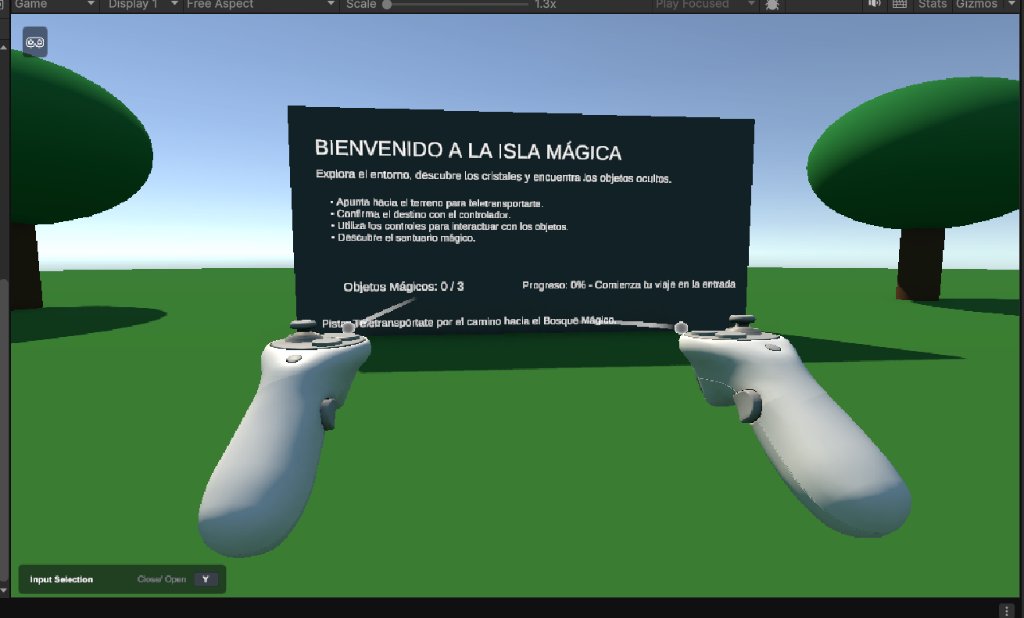 Game Display 1 Free Aspect Scale 1.3x Play Focused Stats Gizmos
BIENVENIDO A LA ISLA MÁGICA
Explora el entorno, descubre los cristales y encuentra los objetos ocultos.
• Apunta hacia el terreno para teletransportarte.
• Confirma el destino con el controlador.
• Utiliza los controles para interactuar con los objetos.
• Descubre el santuario mágico.
Objetos Mágicos: 0 / 3 Progreso: 0% - Comienza tu viaje en la entrada
Pista: Teletranspórtate por el camino hacia el Bosque Mágico.
Input Selection Close/ Open Y